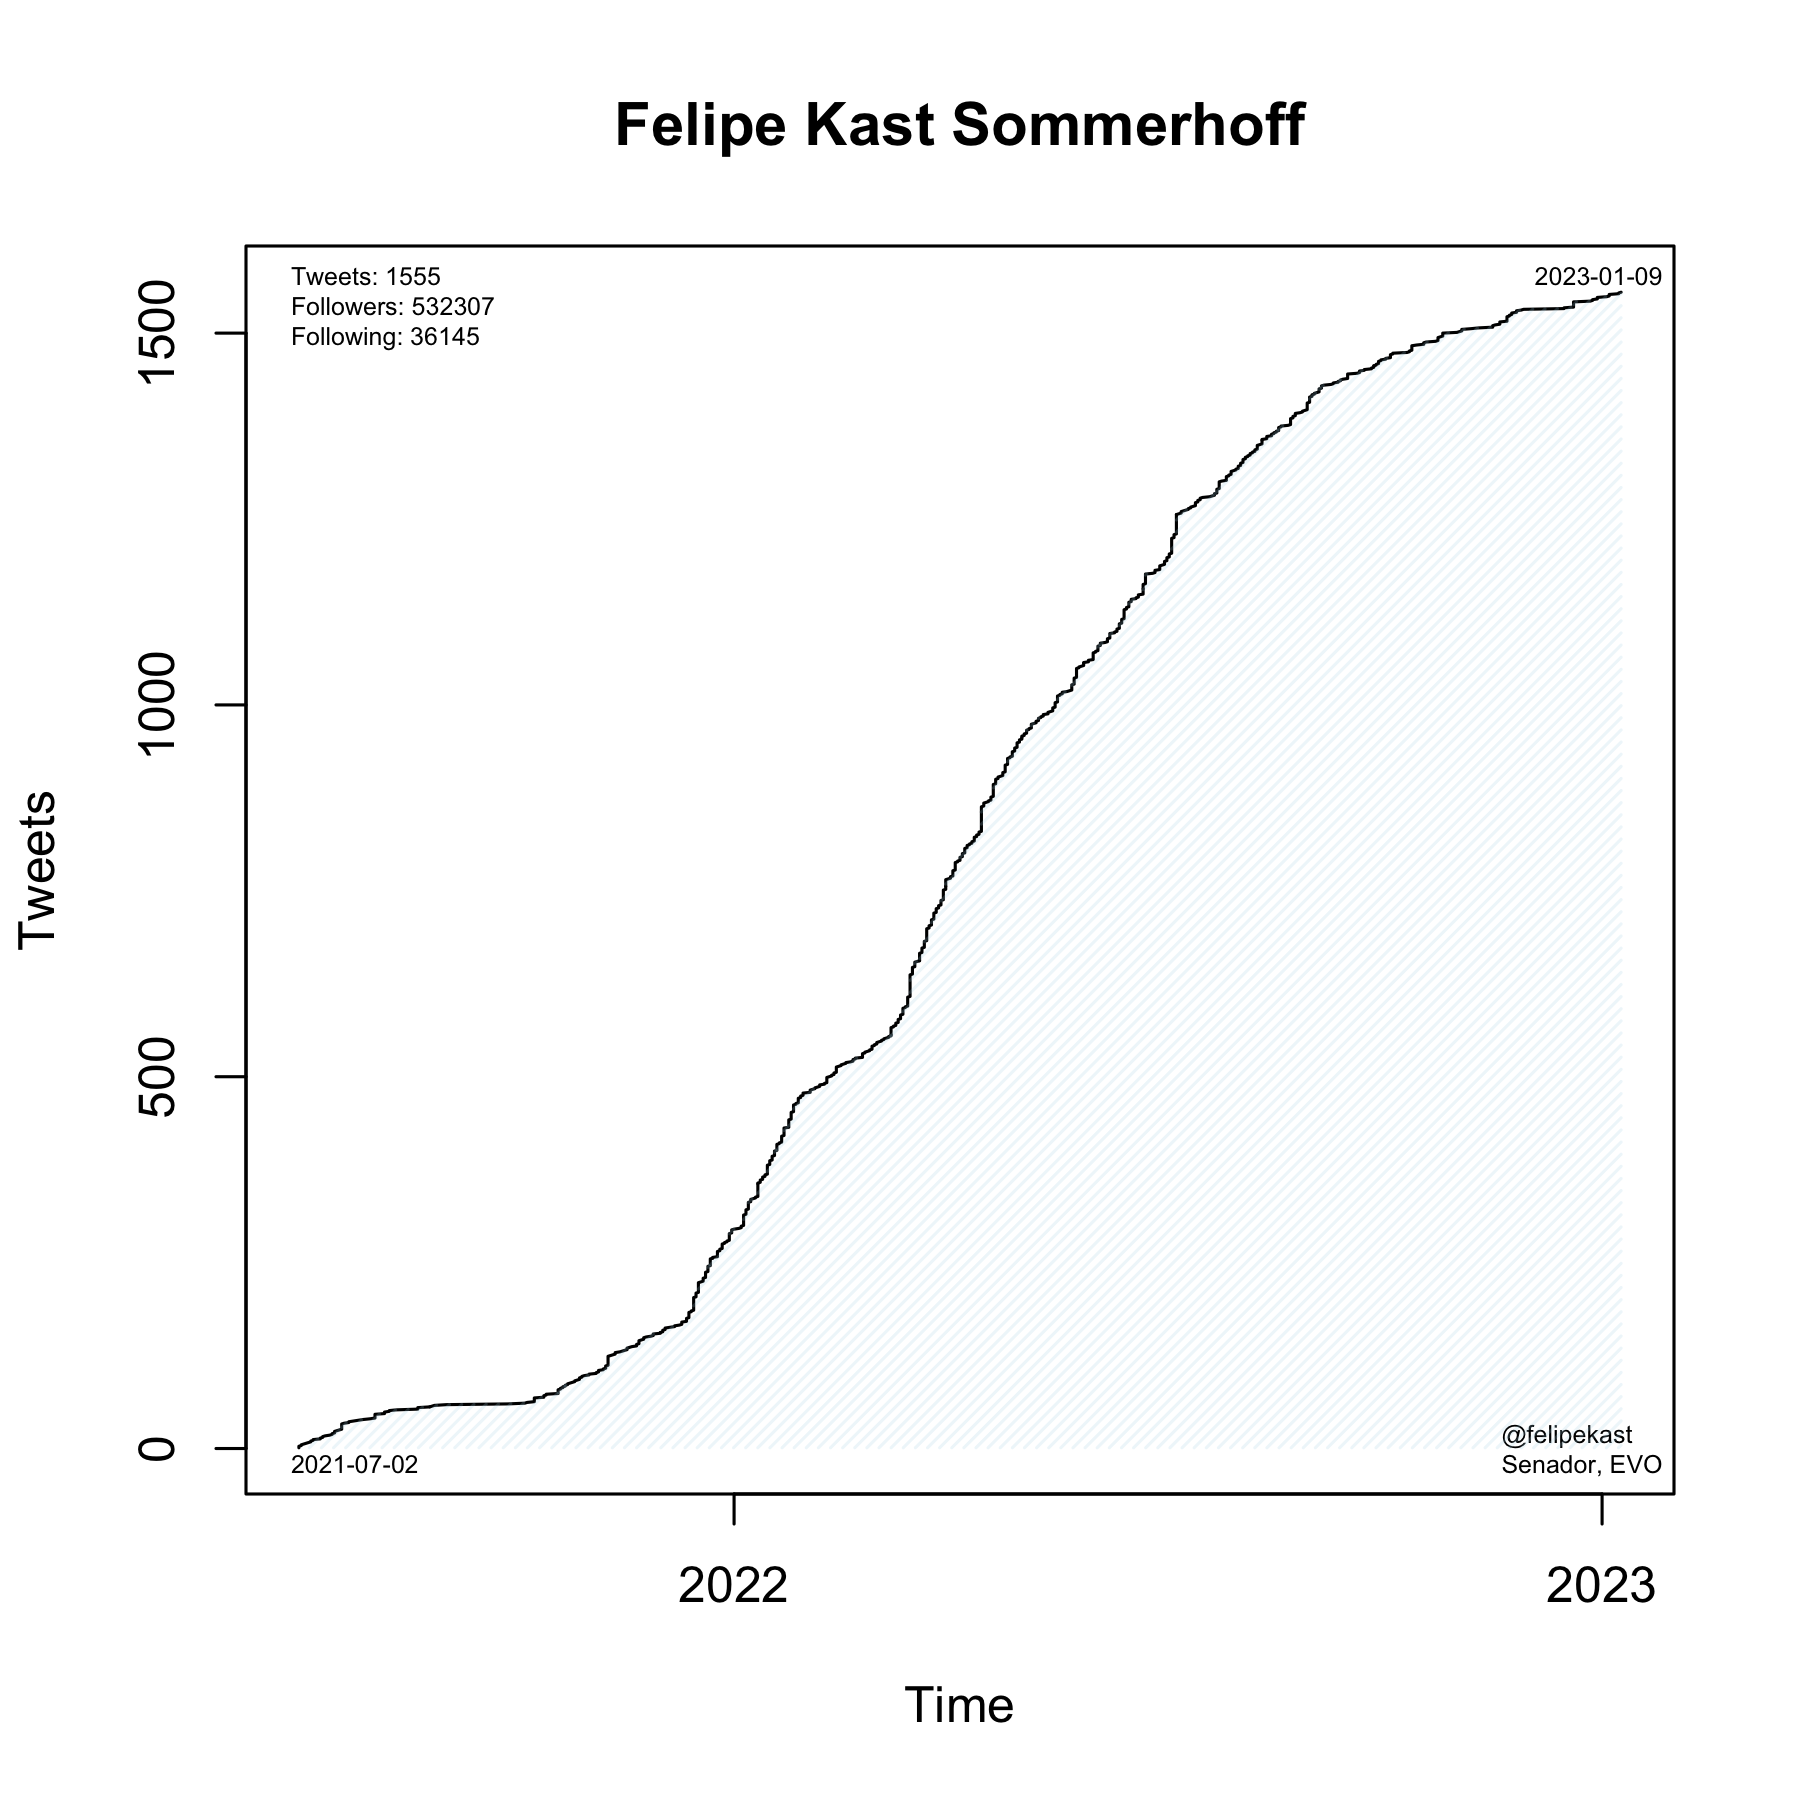 Felipe Kast Sommerhoff
Tweets: 1555
Followers: 532307
Following: 36145
2023-01-09
1500
1000
500
0
Tweets
@felipekast
Senador, EVO
2021-07-02
2022
2023
Time